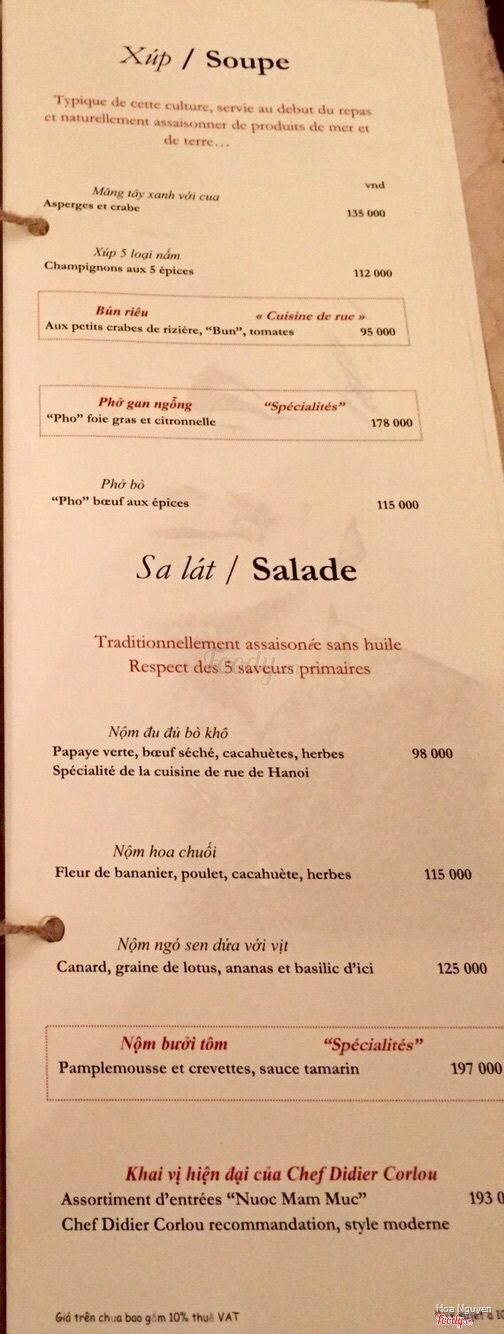 Xúp / Soupe
Typique de cette culture, servie au debut du repas
et naturellement assaisonner de produits de mer et
de terre...
vnd
Măng tây xanh với cua
Asperges et crabe 135 000
Xúp 5 loại nấm
Champignons aux 5 épices 112 000
Bún riêu « Cuisine de rue »
Aux petits crabes de rizière, “Bun”, tomates 95 000
Phở gan ngỗng “Spécialités”
“Pho” foie gras et citronnelle 178 000
Phở bò
“Pho” bœuf aux épices 115 000
Sa lát / Salade
Traditionnellement assaisonée sans huile
Respect des 5 saveurs primaires
Foody
Nộm đu đủ bò khô
Papaye verte, bœuf séché, cacahuètes, herbes 98 000
Spécialité de la cuisine de rue de Hanoi
Nộm hoa chuối
Fleur de bananier, poulet, cacahuète, herbes 115 000
Nộm ngó sen dứa với vịt
Canard, graine de lotus, ananas et basilic d’ici 125 000
Nộm bưởi tôm “Spécialités”
Pamplemousse et crevettes, sauce tamarin 197 000
Khai vị hiện đại của Chef Didier Corlou
Assortiment d’entrées “Nuoc Mam Muc” 193 0
Chef Didier Corlou recommandation, style moderne
Hoa Nguyen
Foody
Giá trên chưa bao gồm 10% thuế VAT